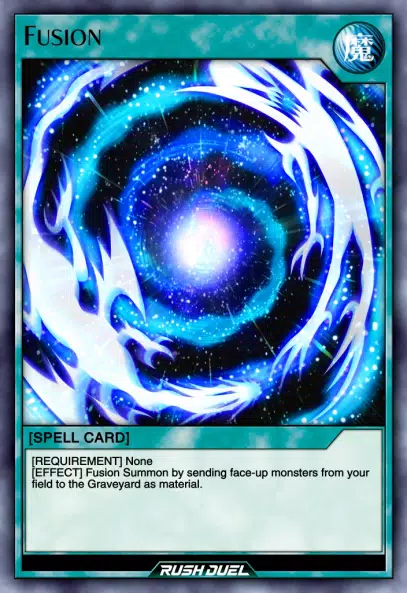 Fusion
魔
[SPELL CARD]
[REQUIREMENT] None
[EFFECT] Fusion Summon by sending face-up monsters from your
field to the Graveyard as material.
RUSH DUEL